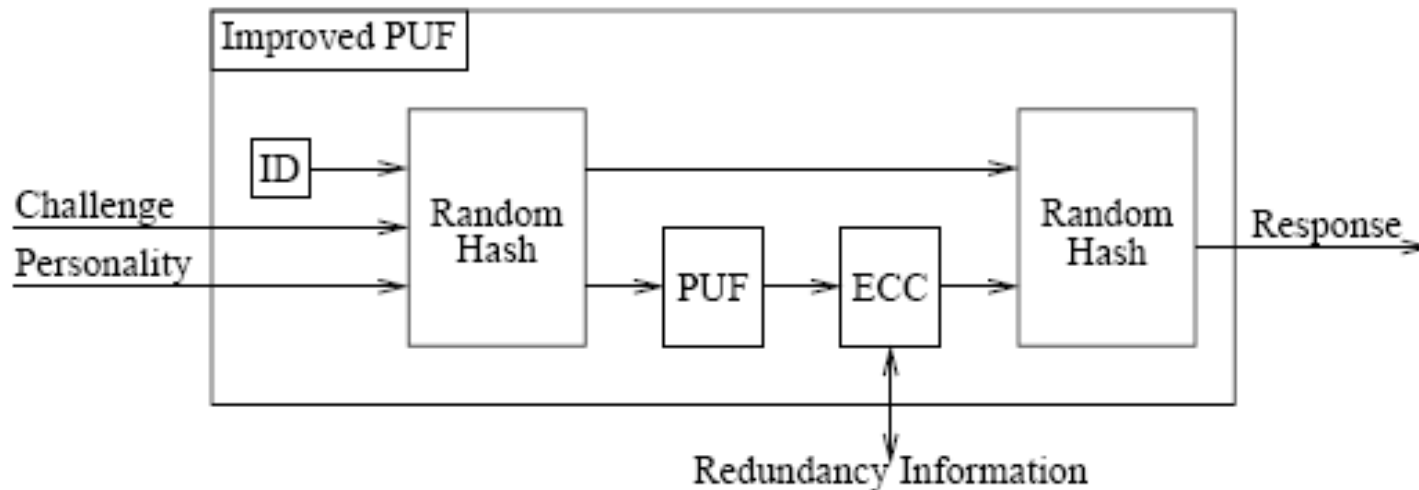 Improved PUF
ID
Challenge
Personality
Random
Hash
PUF
ECC
Random
Hash
Response
Redundancy Information